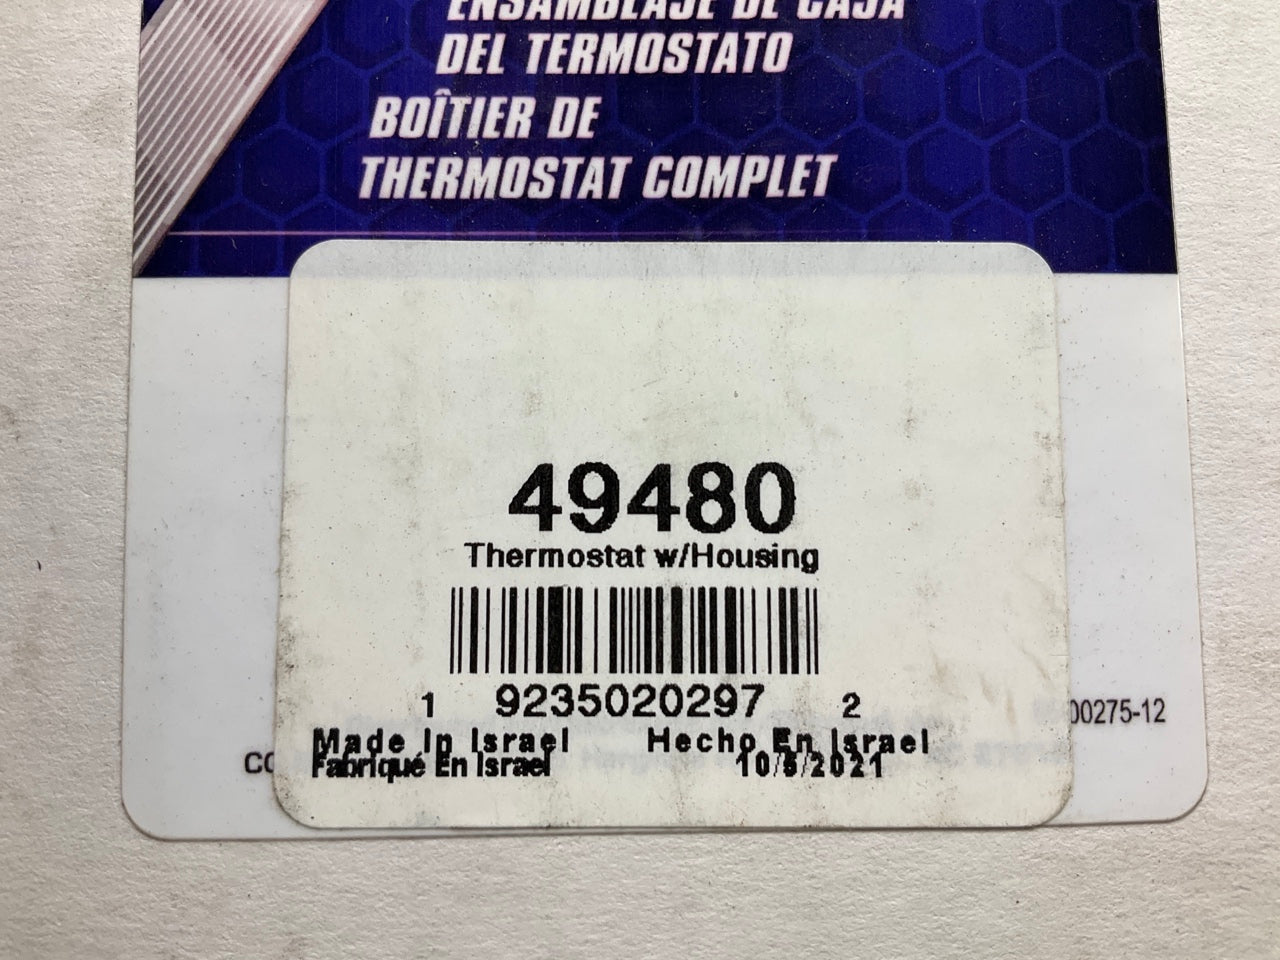 ENSAMBLAJE DE CAJA
DEL TERMOSTATO
BOÎTIER DE
THERMOSTAT COMPLET
49480
Thermostat w/Housing
1 9235020297 2
00275-12
Made In Israel Hecho En Israel
Fabriqué En Israel 10/5/2021